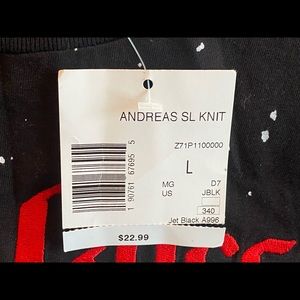 ANDREAS SL KNIT
Z71P1100000
L
MG D7
US JBLK
340
Jet Black A996
1 90761 67695 5
$22.99